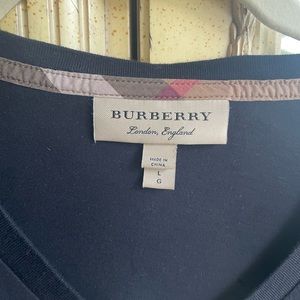 BURBERRY
London, England
MADE IN
CHINA
L
G